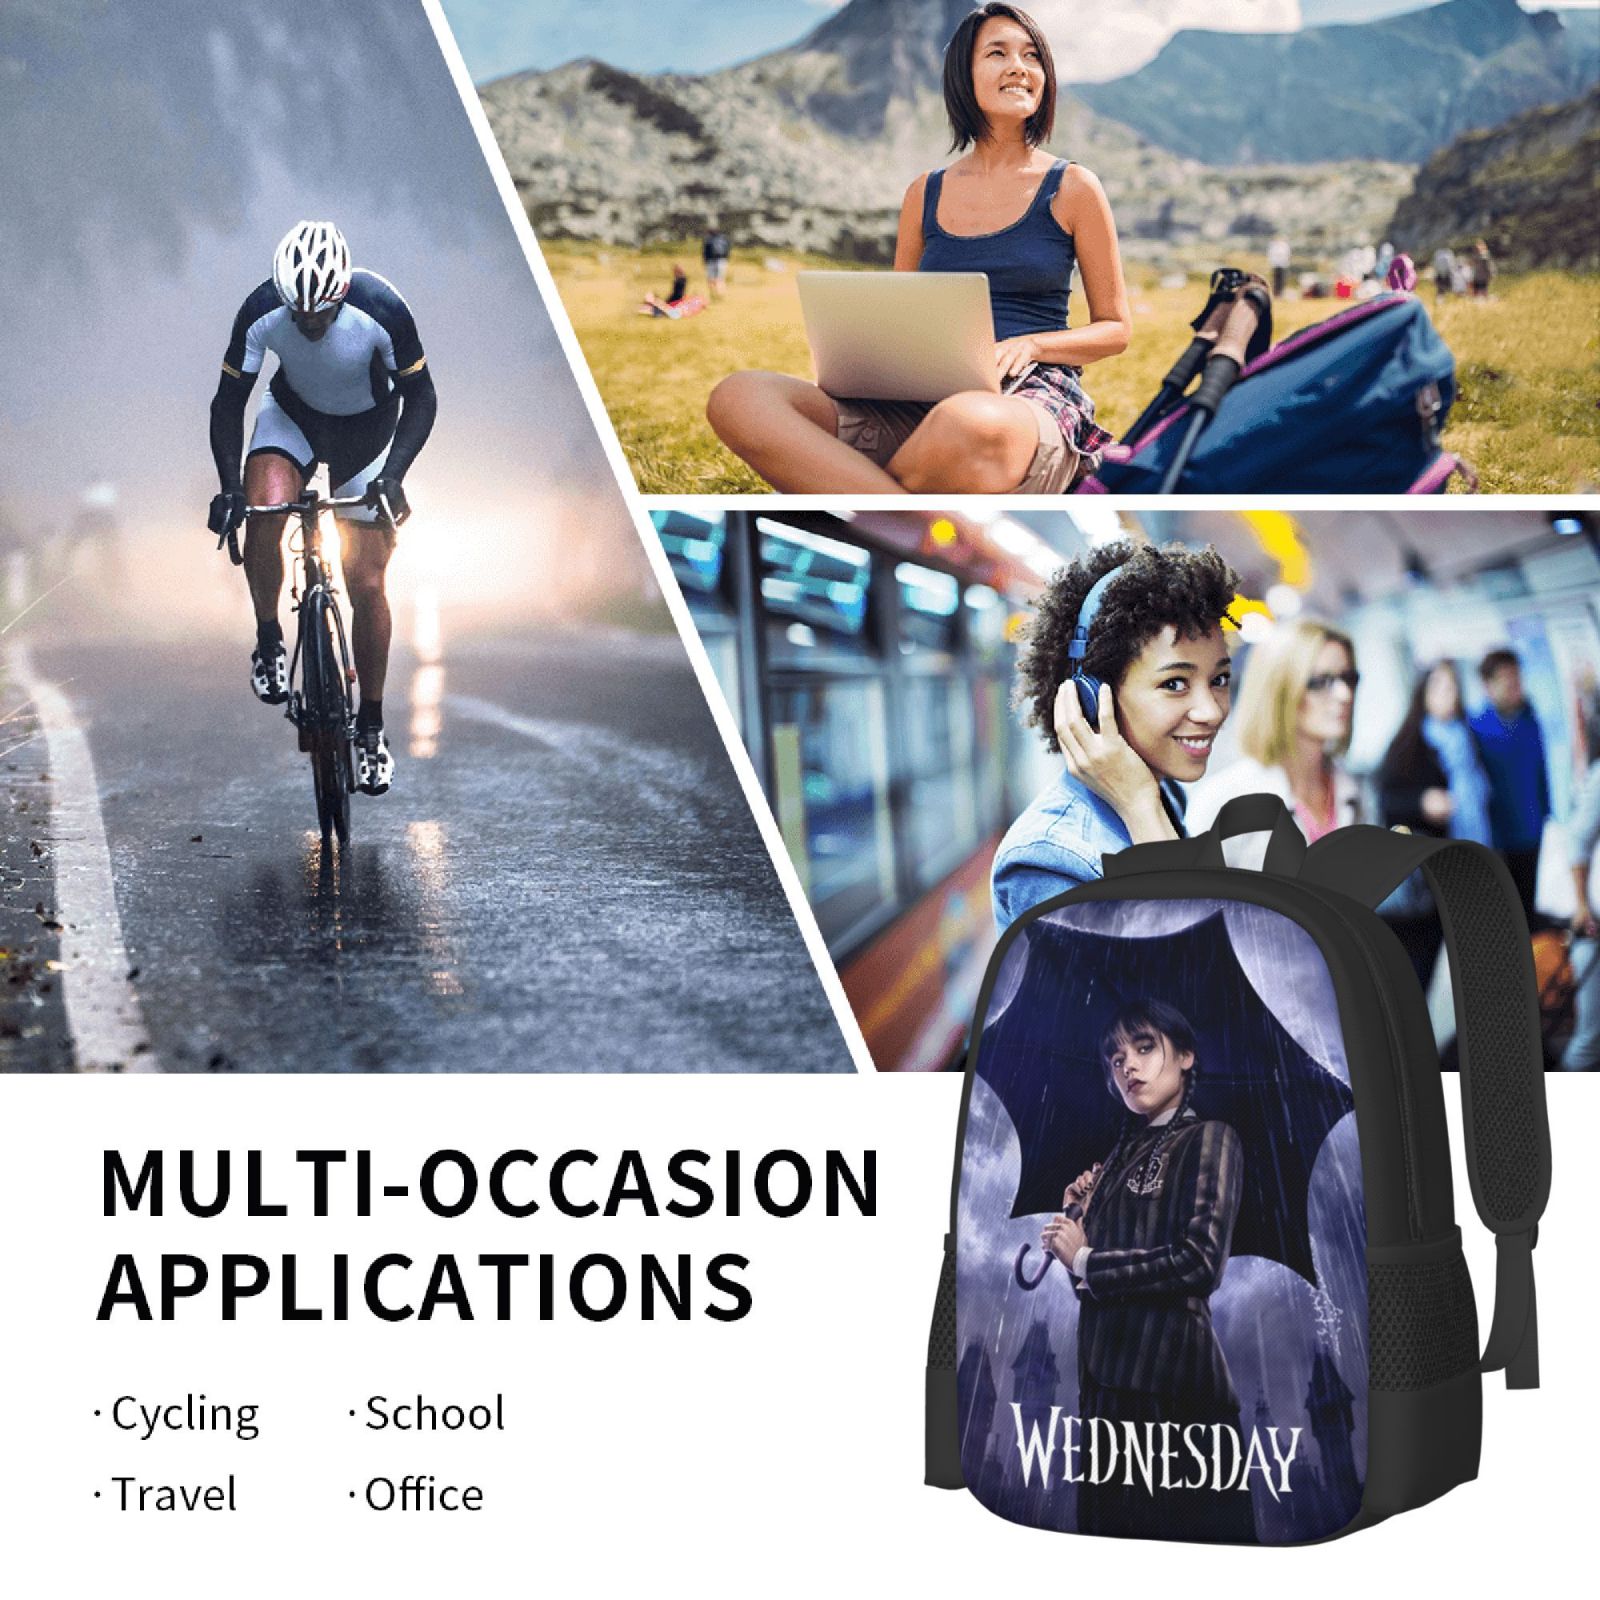 MULTI-OCCASION
APPLICATIONS
· Cycling
· School
· Travel
· Office
WEDNESDAY